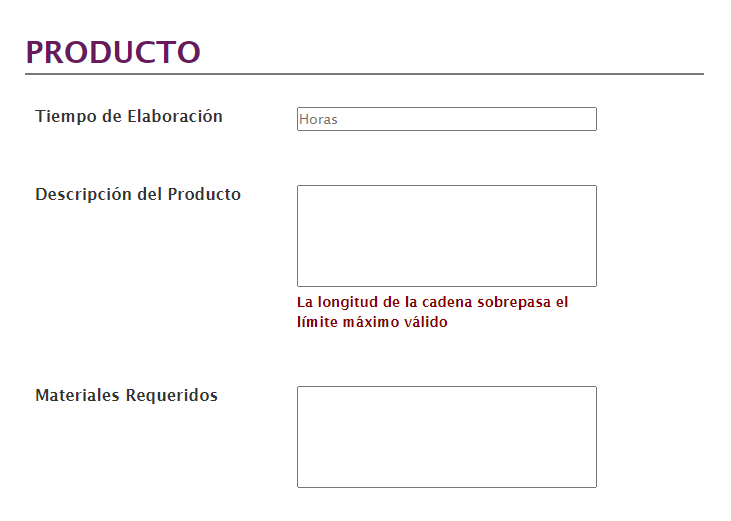 PRODUCTO
Tiempo de Elaboración
Horas
Descripción del Producto
La longitud de la cadena sobrepasa el
límite máximo válido
Materiales Requeridos